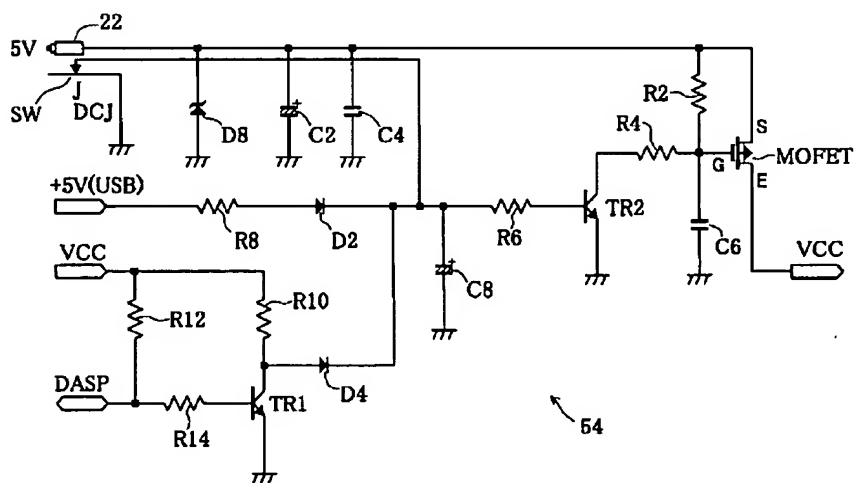 22
5V
SW
J
DCJ
D8
C2
C4
R2
R4
S
G
MOFET
E
+5V(USB)
R8
D2
R6
TR2
C6
VCC
VCC
R12
R10
C8
DASP
R14
TR1
D4
54